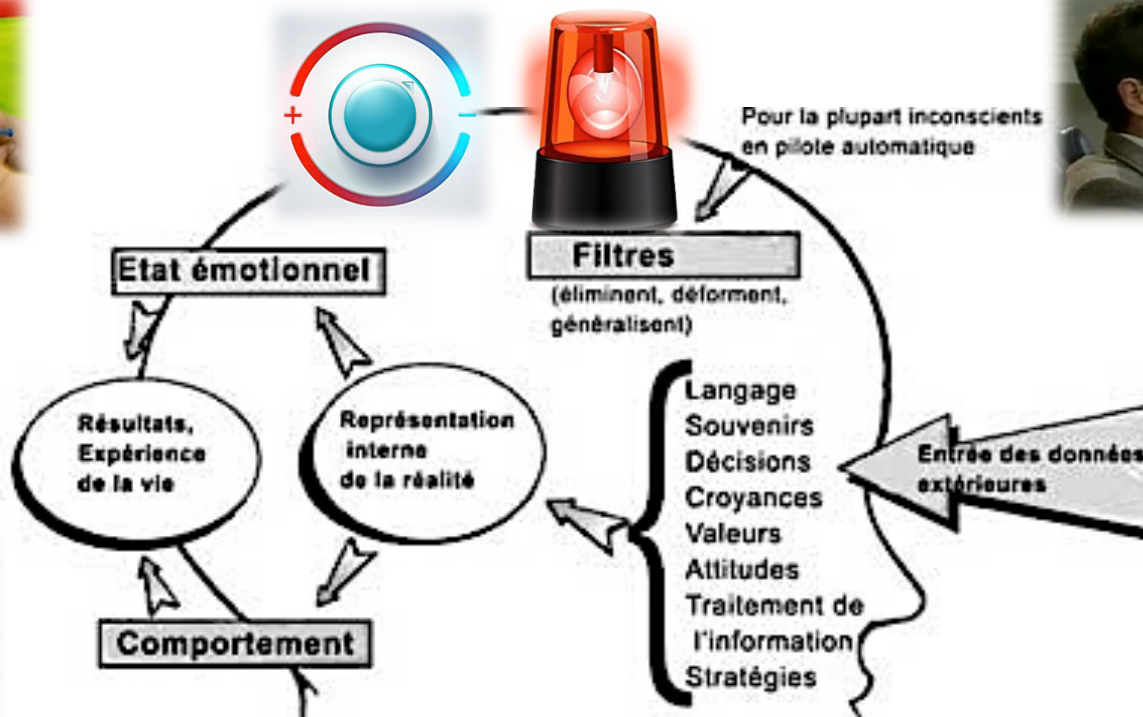 +
-
Pour la plupart inconscients
en pilote automatique
Etat émotionnel
Filtres
(éliminent, déforment,
généralisent)
Résultats,
Expérience
de la vie
Représentation
interne
de la réalité
Langage
Souvenirs
Décisions
Croyances
Valeurs
Attitudes
Traitement de
l'information
Stratégies
Entrée des données
extérieures
Comportement